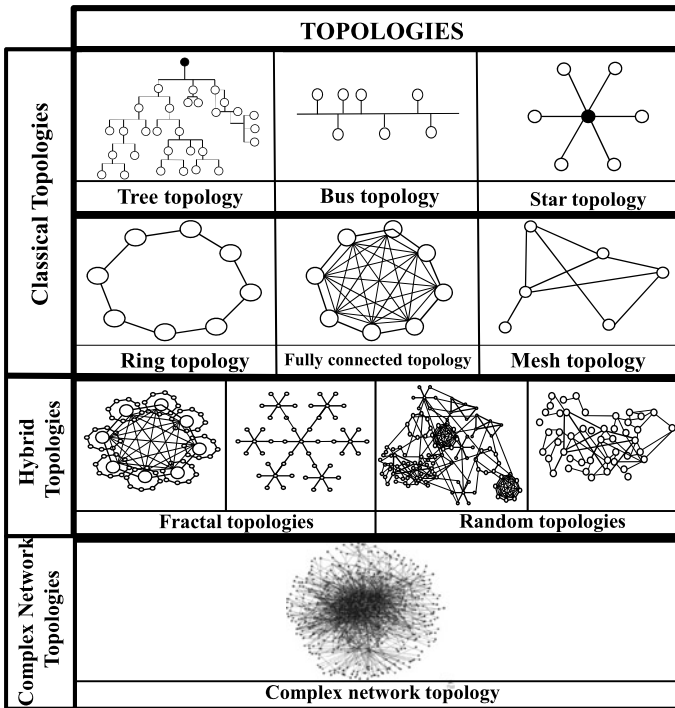 TOPOLOGIES
Classical Topologies
Tree topology
Bus topology
Star topology
Ring topology
Fully connected topology
Mesh topology
Hybrid
Topologies
Fractal topologies
Random topologies
Complex Network
Topologies
Complex network topology